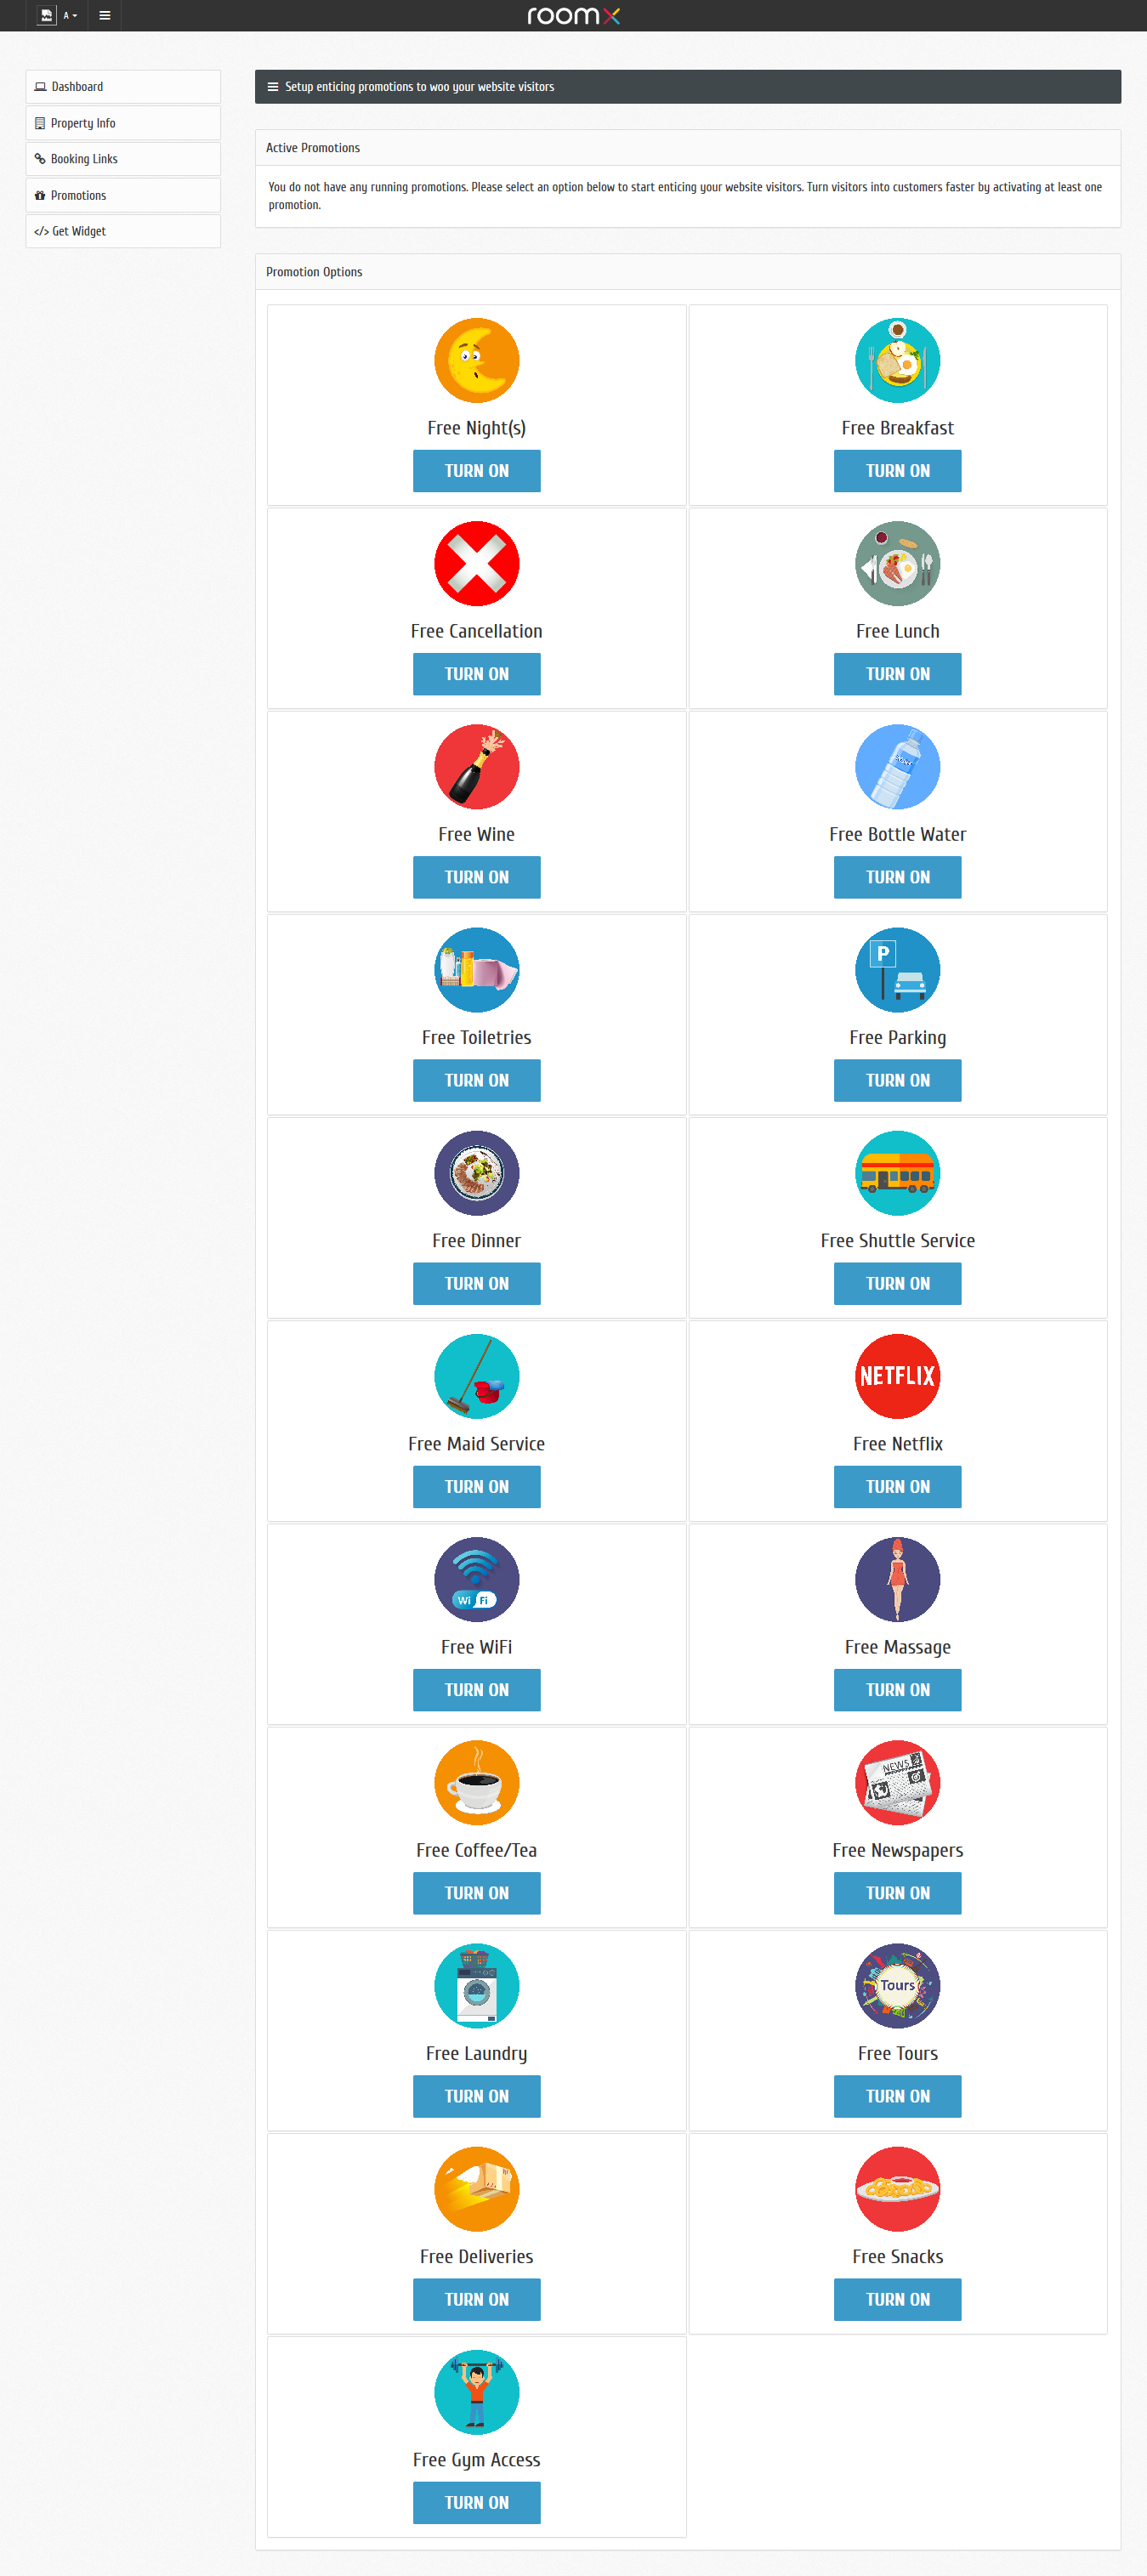 A
roomx
Dashboard
Property Info
Booking Links
Promotions
</> Get Widget
Setup enticing promotions to woo your website visitors
Active Promotions
You do not have any running promotions. Please select an option below to start enticing your website visitors. Turn visitors into customers faster by activating at least one
promotion.
Promotion Options
Free Night(s)
TURN ON
Free Breakfast
TURN ON
Free Cancellation
TURN ON
Free Lunch
TURN ON
Free Wine
TURN ON
Free Bottle Water
TURN ON
Free Toiletries
TURN ON
P
Free Parking
TURN ON
Free Dinner
TURN ON
Free Shuttle Service
TURN ON
Free Maid Service
TURN ON
NETFLIX
Free Netflix
TURN ON
Wi Fi
Free WiFi
TURN ON
Free Massage
TURN ON
Free Coffee/Tea
TURN ON
NEWS
Free Newspapers
TURN ON
Free Laundry
TURN ON
Tours
Free Tours
TURN ON
Free Deliveries
TURN ON
Free Snacks
TURN ON
Free Gym Access
TURN ON